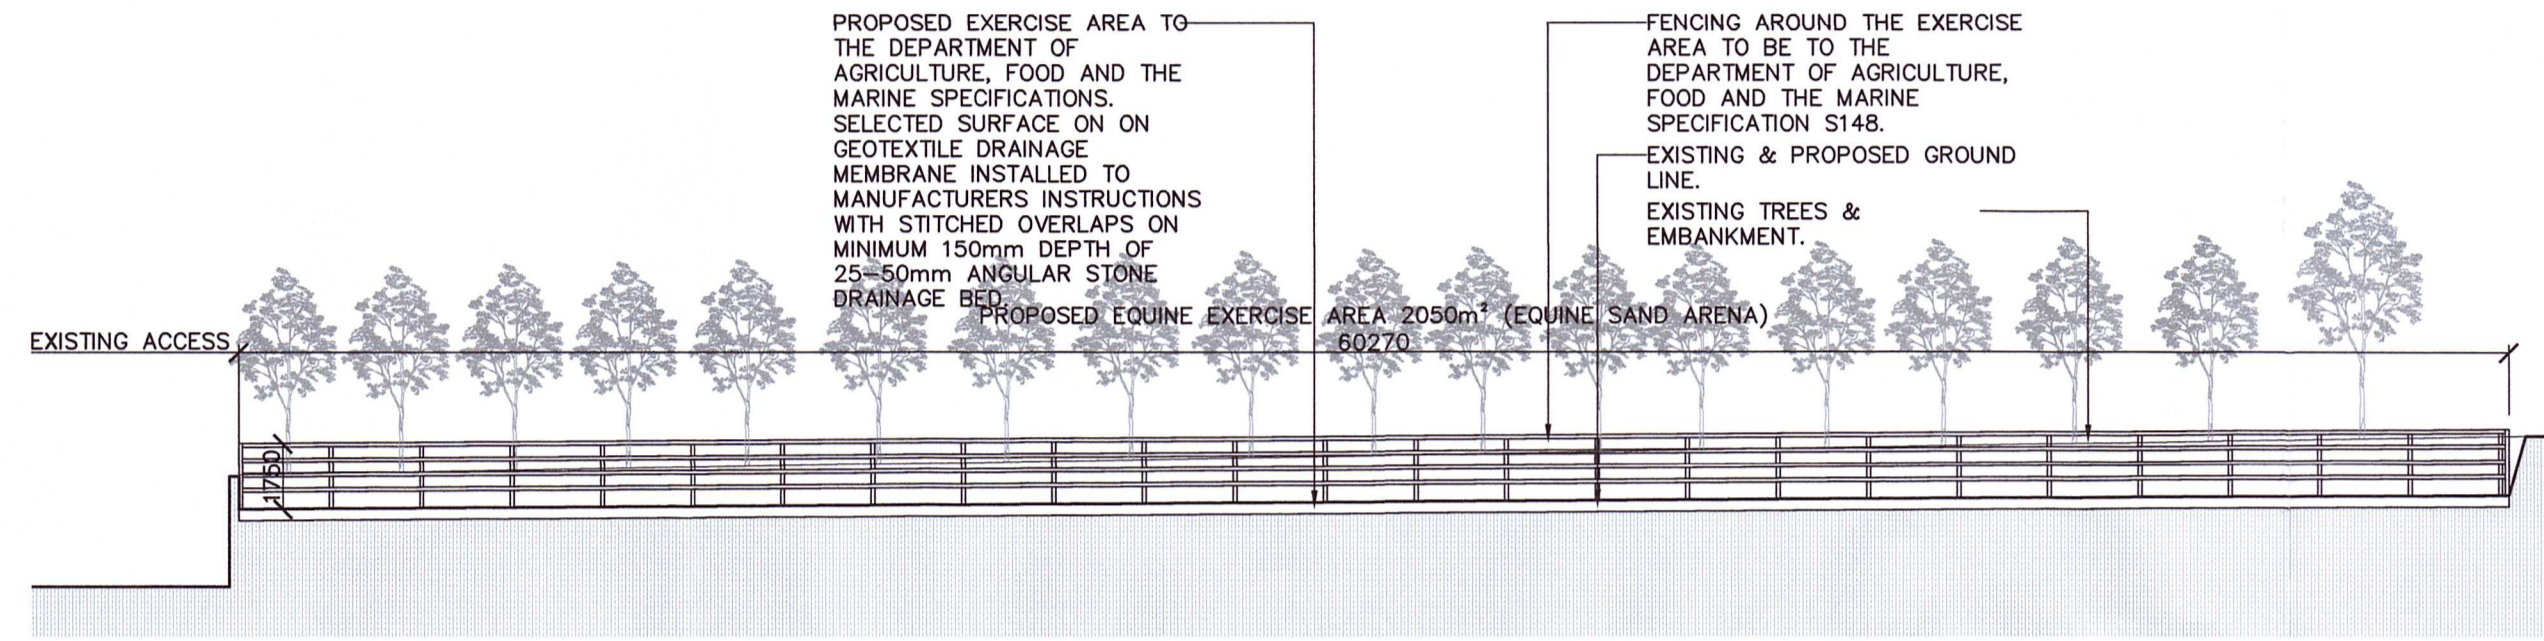 PROPOSED EXERCISE AREA TO
THE DEPARTMENT OF
AGRICULTURE, FOOD AND THE
MARINE SPECIFICATIONS.
SELECTED SURFACE ON ON
GEOTEXTILE DRAINAGE
MEMBRANE INSTALLED TO
MANUFACTURERS INSTRUCTIONS
WITH STITCHED OVERLAPS ON
MINIMUM 150mm DEPTH OF
25-50mm ANGULAR STONE
DRAINAGE BED.
FENCING AROUND THE EXERCISE
AREA TO BE TO THE
DEPARTMENT OF AGRICULTURE,
FOOD AND THE MARINE
SPECIFICATION S148.
EXISTING & PROPOSED GROUND
LINE.
EXISTING TREES &
EMBANKMENT.
PROPOSED EQUINE EXERCISE AREA 2050m² (EQUINE SAND ARENA)
60270
EXISTING ACCESS
1750